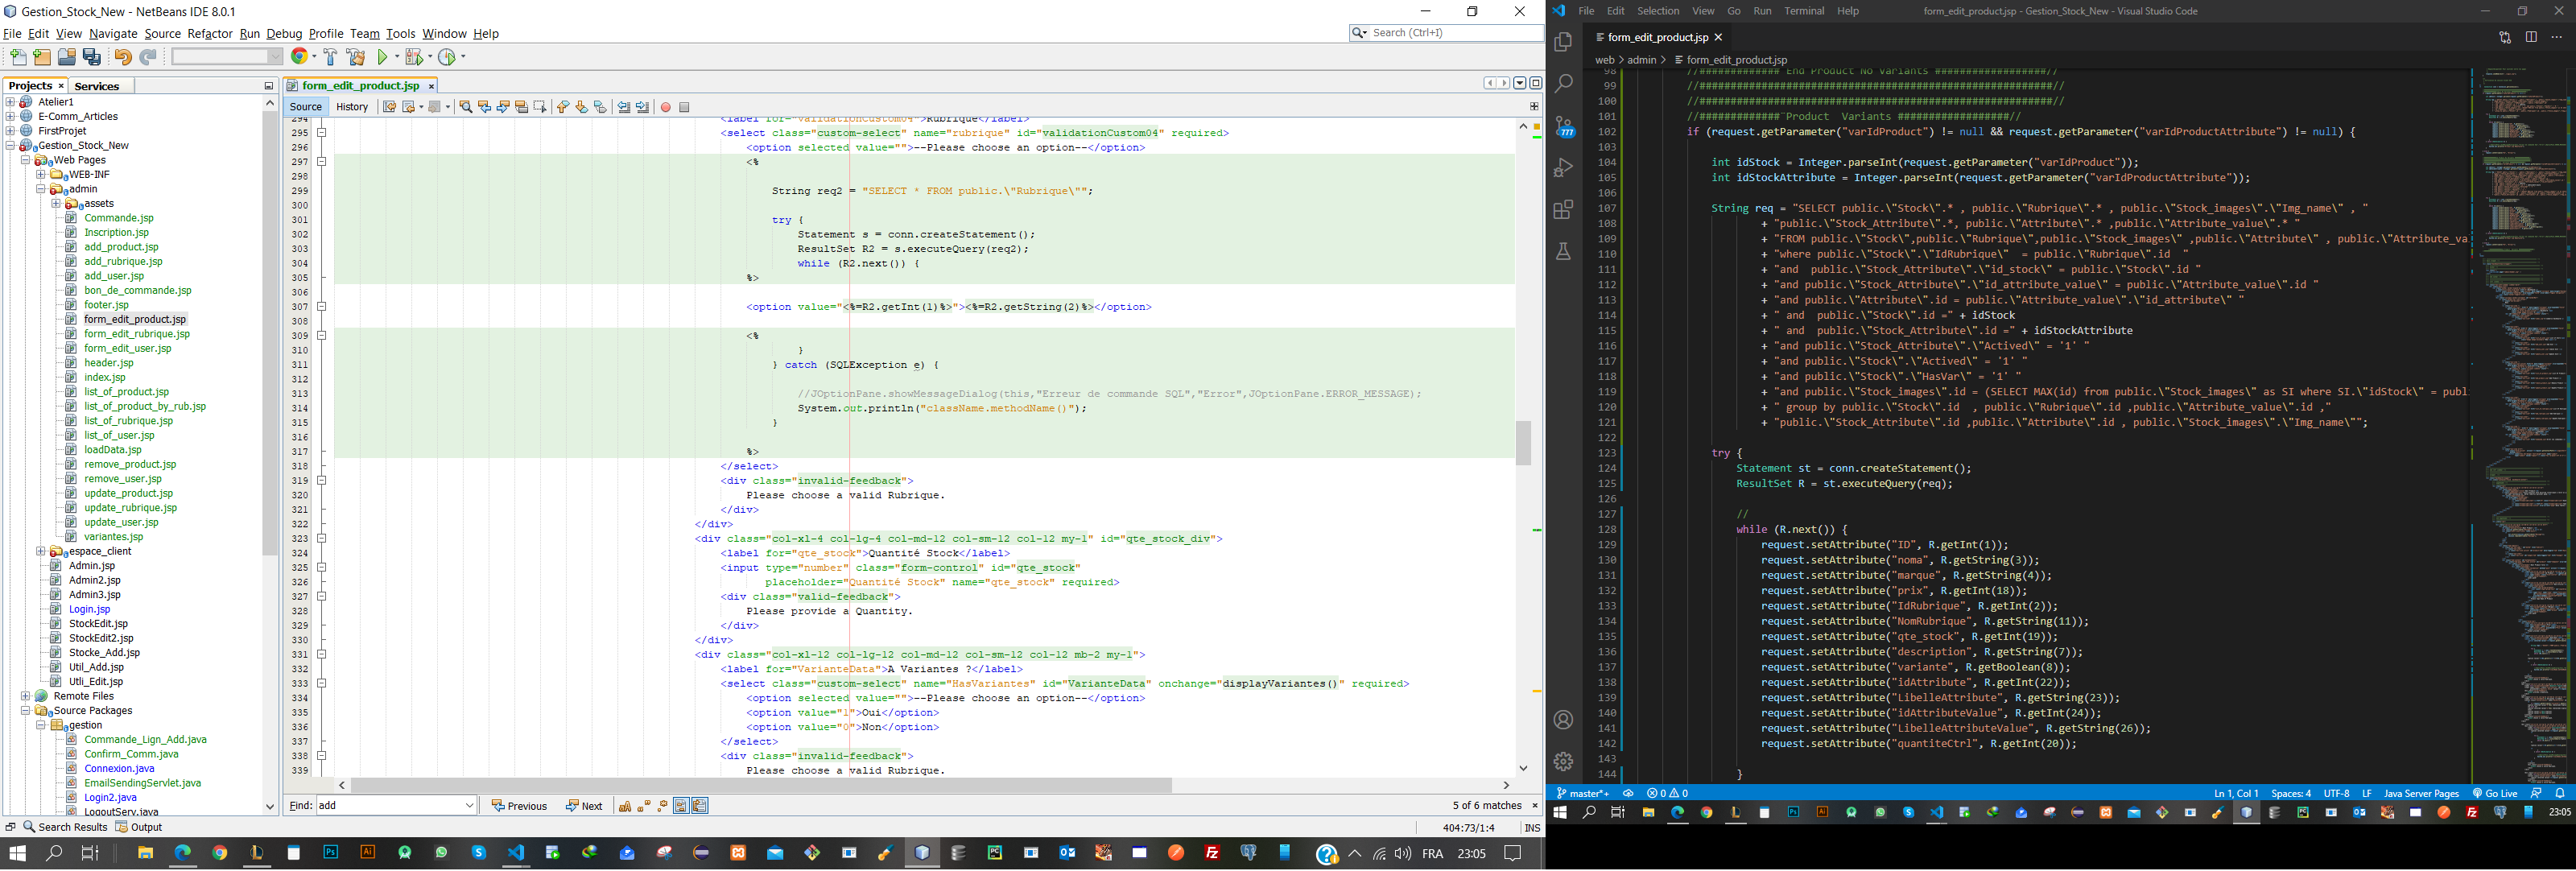 Gestion_Stock_New - NetBeans IDE 8.0.1
File Edit View Navigate Source Refactor Run Debug Profile Team Tools Window Help
Search (Ctrl+I)
Projects × Services
Atelier1
E-Comm_Articles
FirstProjet
Gestion_Stock_New
Web Pages
WEB-INF
admin
assets
Commande.jsp
Inscription.jsp
add_product.jsp
add_rubrique.jsp
add_user.jsp
bon_de_commande.jsp
footer.jsp
form_edit_product.jsp
form_edit_rubrique.jsp
form_edit_user.jsp
header.jsp
index.jsp
list_of_product.jsp
list_of_product_by_rub.jsp
list_of_rubrique.jsp
list_of_user.jsp
loadData.jsp
remove_product.jsp
remove_user.jsp
update_product.jsp
update_rubrique.jsp
update_user.jsp
variantes.jsp
espace_client
Admin.jsp
Admin2.jsp
Admin3.jsp
Login.jsp
StockEdit.jsp
StockEdit2.jsp
Stocke_Add.jsp
Util_Add.jsp
Utli_Edit.jsp
Remote Files
Source Packages
gestion
Commande_Lign_Add.java
Confirm_Comm.java
Connexion.java
EmailSendingServlet.java
Login2.java
LogoutServ.java
form_edit_product.jsp ×
Source History
294 <label for="validationCustom04">Rubrique</label>
295 <select class="custom-select" name="rubrique" id="validationCustom04" required>
296 <option selected value="">--Please choose an option--</option>
297 <%
298
299 String req2 = "SELECT * FROM public.\"Rubrique\"";
300
301 try {
302 Statement s = conn.createStatement();
303 ResultSet R2 = s.executeQuery(req2);
304 while (R2.next()) {
305 %>
306
307 <option value="<%=R2.getInt(1)%>"><%=R2.getString(2)%></option>
308
309 <%
310 }
311 } catch (SQLException e) {
312
313 //JOptionPane.showMessageDialog(this,"Erreur de commande SQL","Error",JOptionPane.ERROR_MESSAGE);
314 System.out.println("className.methodName()");
315 }
316
317 %>
318 </select>
319 <div class="invalid-feedback">
320 Please choose a valid Rubrique.
321 </div>
322 </div>
323 <div class="col-xl-4 col-lg-4 col-md-12 col-sm-12 col-12 my-1" id="qte_stock_div">
324 <label for="qte_stock">Quantité Stock</label>
325 <input type="number" class="form-control" id="qte_stock"
326 placeholder="Quantité Stock" name="qte_stock" required>
327 <div class="valid-feedback">
328 Please provide a Quantity.
329 </div>
330 </div>
331 <div class="col-xl-12 col-lg-12 col-md-12 col-sm-12 col-12 mb-2 my-1">
332 <label for="VarianteData">A Variantes ?</label>
333 <select class="custom-select" name="HasVariantes" id="VarianteData" onchange="displayVariantes()" required>
334 <option selected value="">--Please choose an option--</option>
335 <option value="1">Oui</option>
336 <option value="0">Non</option>
337 </select>
338 <div class="invalid-feedback">
339 Please choose a valid Rubrique.
Find: add Previous Next 5 of 6 matches ×
Search Results Output
404:73/1:4 INS
FRA 23:05
File Edit Selection View Go Run Terminal Help form_edit_product.jsp - Gestion_Stock_New - Visual Studio Code
form_edit_product.jsp ×
web > admin > form_edit_product.jsp
777
98 //############# End Product No Variants ##################//
99 //#########################################################//
100 //#########################################################//
101 //#############¨Product Variants ##################//
102 if (request.getParameter("varIdProduct") != null && request.getParameter("varIdProductAttribute") != null) {
103
104 int idStock = Integer.parseInt(request.getParameter("varIdProduct"));
105 int idStockAttribute = Integer.parseInt(request.getParameter("varIdProductAttribute"));
106
107 String req = "SELECT public.\"Stock\".* , public.\"Rubrique\".* , public.\"Stock_images\".\"Img_name\" , "
108 + "public.\"Stock_Attribute\".*, public.\"Attribute\".* ,public.\"Attribute_value\".* "
109 + "FROM public.\"Stock\",public.\"Rubrique\",public.\"Stock_images\" ,public.\"Attribute\" , public.\"Attribute_va
110 + "where public.\"Stock\".\"IdRubrique\"  = public.\"Rubrique\".id  "
111 + "and  public.\"Stock_Attribute\".\"id_stock\" = public.\"Stock\".id "
112 + "and public.\"Stock_Attribute\".\"id_attribute_value\" = public.\"Attribute_value\".id "
113 + "and public.\"Attribute\".id = public.\"Attribute_value\".\"id_attribute\" "
114 + " and  public.\"Stock\".id =" + idStock
115 + " and  public.\"Stock_Attribute\".id =" + idStockAttribute
116 + "and public.\"Stock_Attribute\".\"Actived\" = '1' "
117 + "and public.\"Stock\".\"Actived\" = '1' "
118 + "and public.\"Stock\".\"HasVar\" = '1' "
119 + "and public.\"Stock_images\".id = (SELECT MAX(id) from public.\"Stock_images\" as SI where SI.\"idStock\" = publ
120 + " group by public.\"Stock\".id  , public.\"Rubrique\".id ,public.\"Attribute_value\".id ,"
121 + "public.\"Stock_Attribute\".id ,public.\"Attribute\".id , public.\"Stock_images\".\"Img_name\"";
122
123 try {
124 Statement st = conn.createStatement();
125 ResultSet R = st.executeQuery(req);
126
127 //
128 while (R.next()) {
129 request.setAttribute("ID", R.getInt(1));
130 request.setAttribute("noma", R.getString(3));
131 request.setAttribute("marque", R.getString(4));
132 request.setAttribute("prix", R.getInt(18));
133 request.setAttribute("IdRubrique", R.getInt(2));
134 request.setAttribute("NomRubrique", R.getString(11));
135 request.setAttribute("qte_stock", R.getInt(19));
136 request.setAttribute("description", R.getString(7));
137 request.setAttribute("variante", R.getBoolean(8));
138 request.setAttribute("idAttribute", R.getInt(22));
139 request.setAttribute("LibelleAttribute", R.getString(23));
140 request.setAttribute("idAttributeValue", R.getInt(24));
141 request.setAttribute("LibelleAttributeValue", R.getString(26));
142 request.setAttribute("quantiteCtrl", R.getInt(20));
143
144 }
master*+ 0 0 Ln 1, Col 1 Spaces: 4 UTF-8 LF Java Server Pages Go Live
23:05